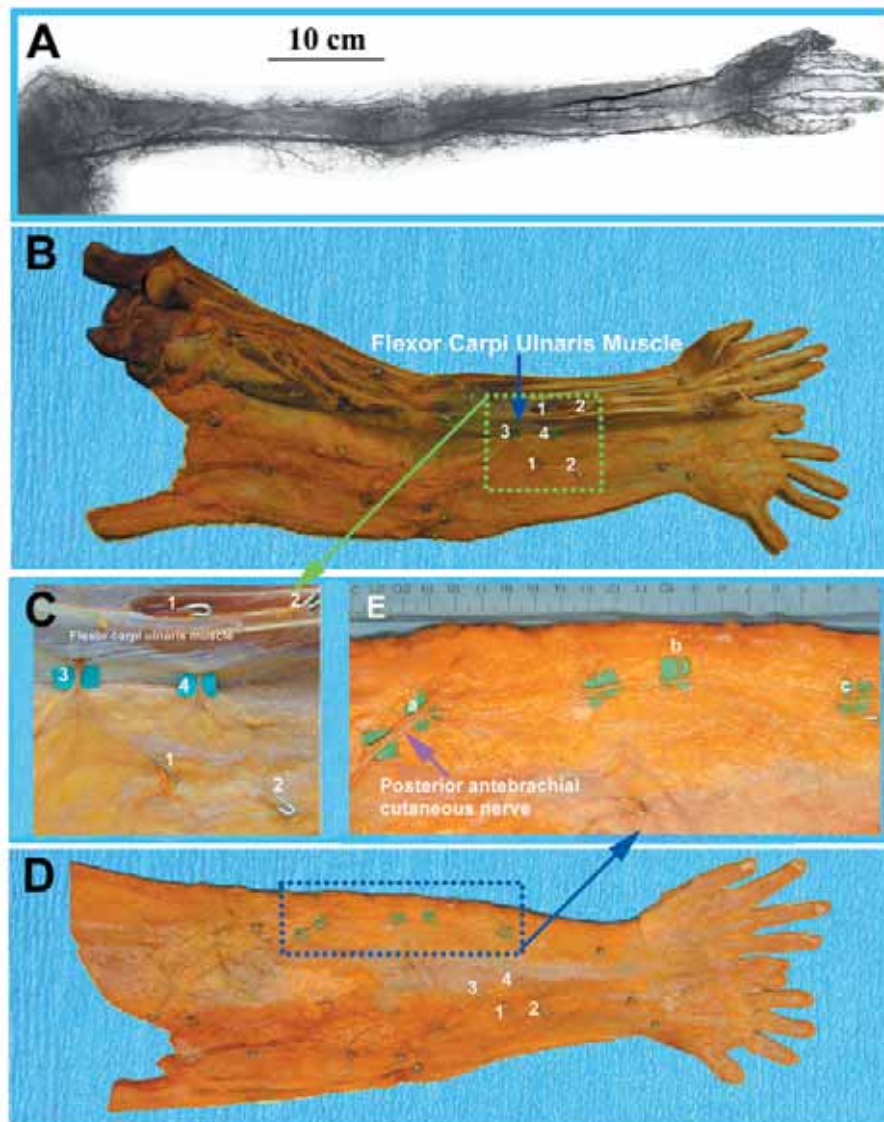 A
10 cm
B
Flexor Carpi Ulnaris Muscle
1 2
3 4
1 2
C
1 2
Flexor carpi ulnaris muscle
3 4
1
2
E
b
a
c
Posterior antebrachial
cutaneous nerve
D
3 4
1 2